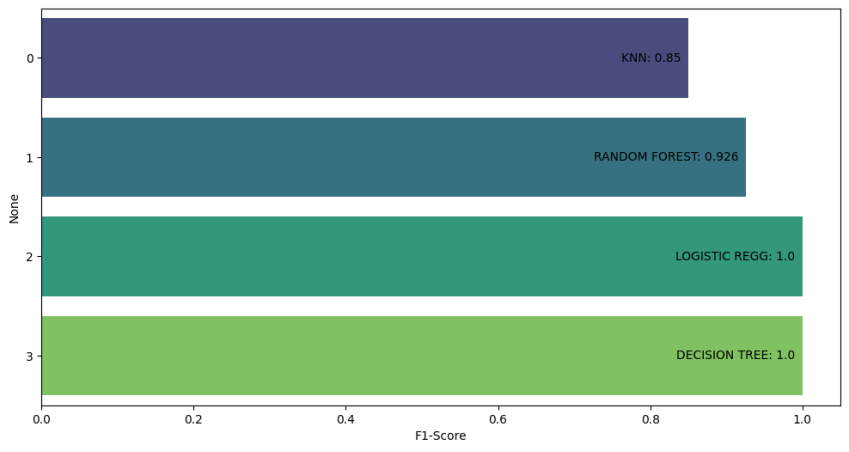 0
KNN: 0.85
1
RANDOM FOREST: 0.926
None
2
LOGISTIC REGG: 1.0
3
DECISION TREE: 1.0
0.0 0.2 0.4 0.6 0.8 1.0
F1-Score